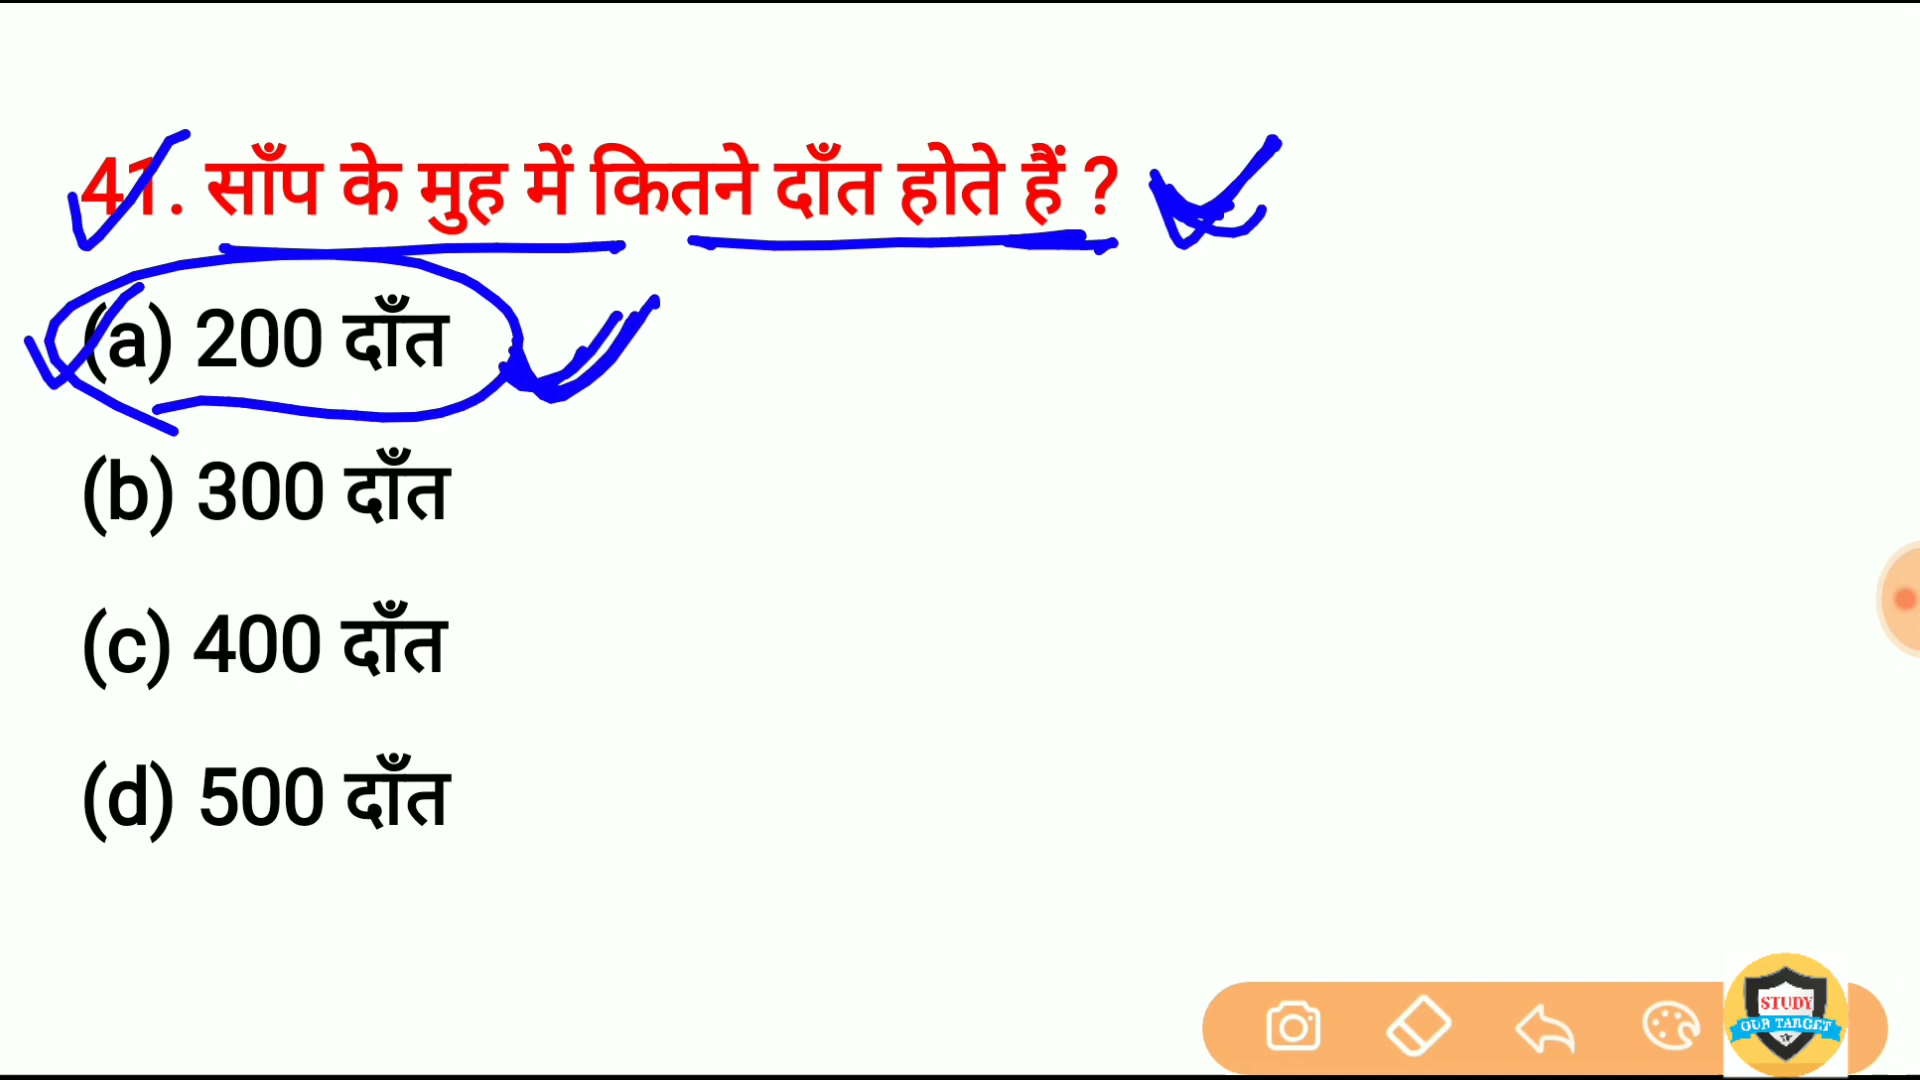 41. साँप के मुह में कितने दाँत होते हैं ?
(a) 200 दाँत
(b) 300 दाँत
(c) 400 दाँत
(d) 500 दाँत
STUDY
OUR TARGET